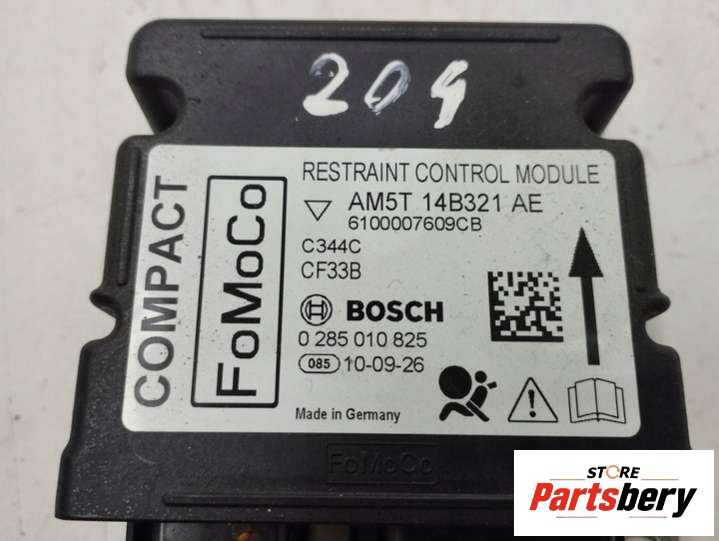 204
COMPACT
FoMoCo
RESTRAINT CONTROL MODULE
AM5T 14B321 AE
6100007609CB
C344C
CF33B
BOSCH
0 285 010 825
085 10-09-26
Made in Germany
FoMoCo
STORE
Partsbery